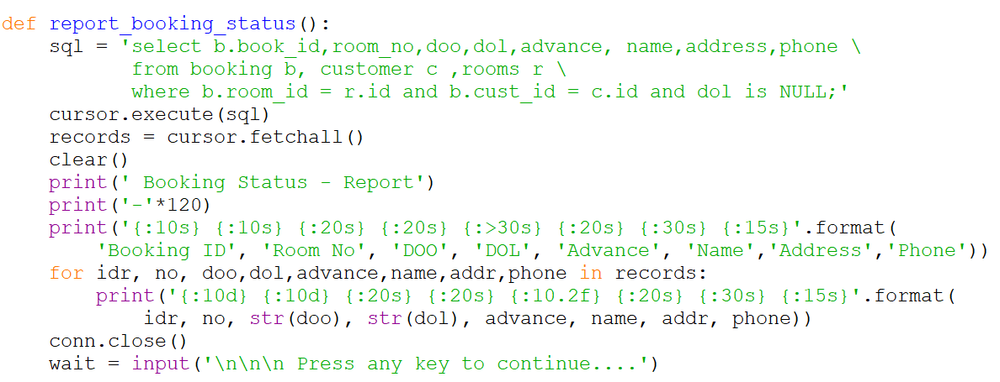 def report_booking_status():
    sql = 'select b.book_id,room_no,doo,dol,advance, name,address,phone \
           from booking b, customer c ,rooms r \
           where b.room_id = r.id and b.cust_id = c.id and dol is NULL;'
    cursor.execute(sql)
    records = cursor.fetchall()
    clear()
    print(' Booking Status - Report')
    print('-'*120)
    print('{:10s} {:10s} {:20s} {:20s} {:>30s} {:20s} {:30s} {:15s}'.format(
        'Booking ID', 'Room No', 'DOO', 'DOL', 'Advance', 'Name','Address','Phone'))
    for idr, no, doo,dol,advance,name,addr,phone in records:
        print('{:10d} {:10d} {:20s} {:20s} {:10.2f} {:20s} {:30s} {:15s}'.format(
            idr, no, str(doo), str(dol), advance, name, addr, phone))
    conn.close()
    wait = input('\n\n\n Press any key to continue....')